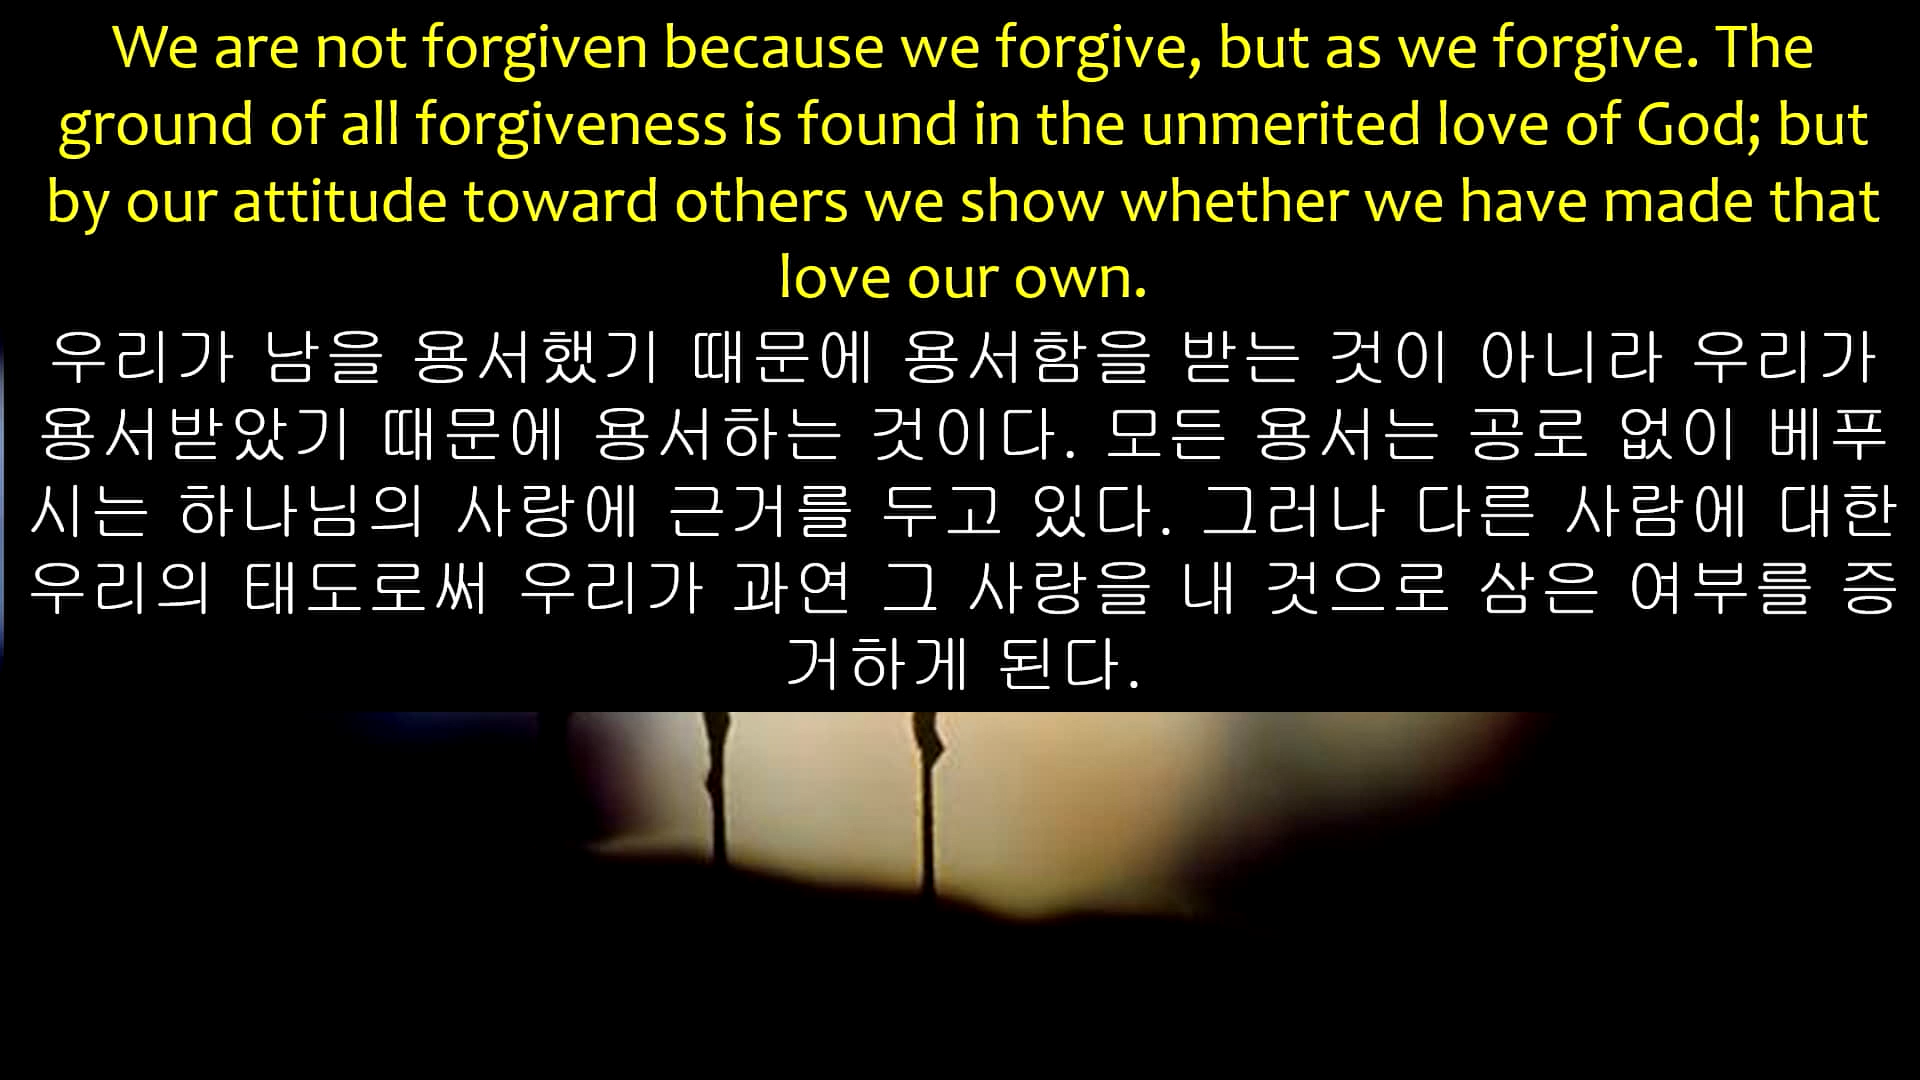 We are not forgiven because we forgive, but as we forgive. The
ground of all forgiveness is found in the unmerited love of God; but
by our attitude toward others we show whether we have made that
love our own.
우리가 남을 용서했기 때문에 용서함을 받는 것이 아니라 우리가
용서받았기 때문에 용서하는 것이다. 모든 용서는 공로 없이 베푸
시는 하나님의 사랑에 근거를 두고 있다. 그러나 다른 사람에 대한
우리의 태도로써 우리가 과연 그 사랑을 내 것으로 삼은 여부를 증
거하게 된다.